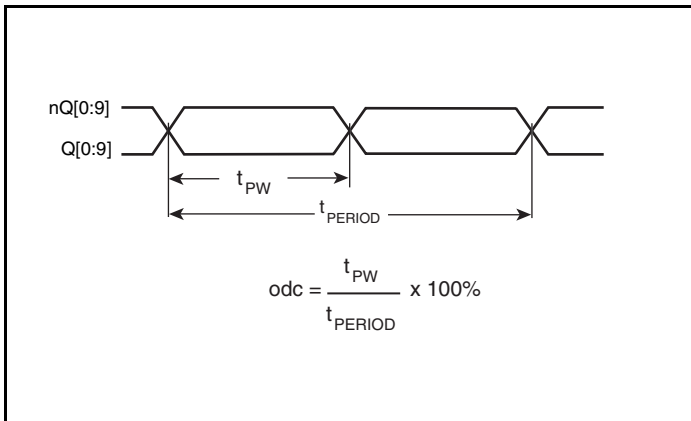 nQ[0:9]
Q[0:9]
tPW
tPERIOD
odc = tPW / tPERIOD x 100%